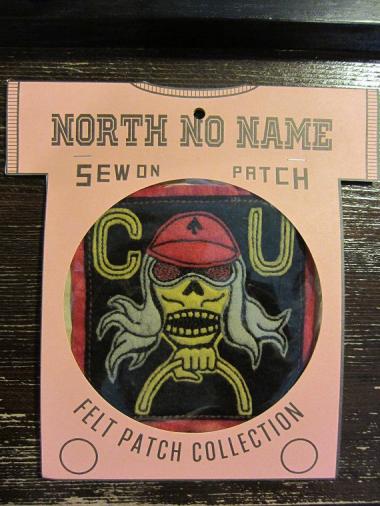 NORTH NO NAME
SEW ON PATCH
C U
FELT PATCH COLLECTION